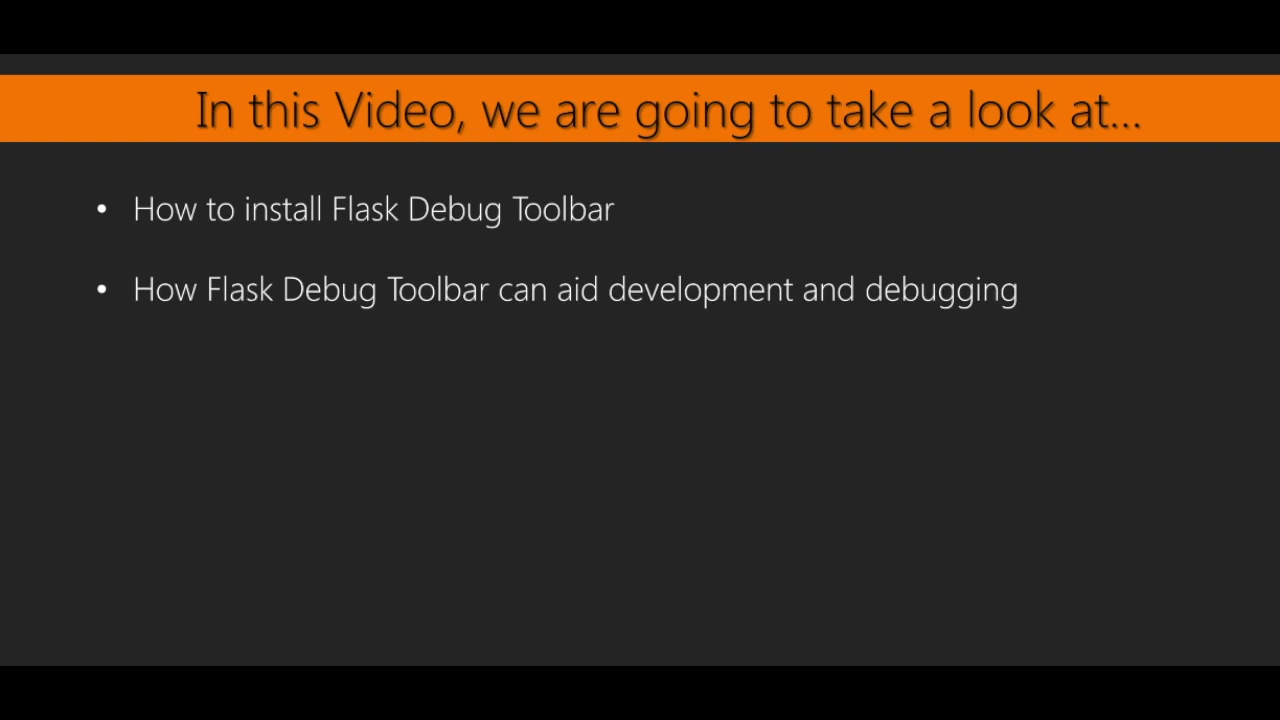 In this Video, we are going to take a look at...
• How to install Flask Debug Toolbar
• How Flask Debug Toolbar can aid development and debugging